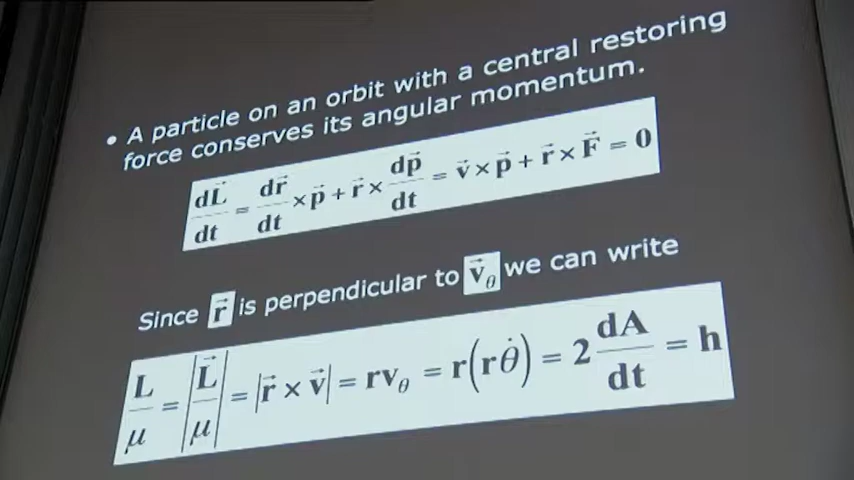 • A particle on an orbit with a central restoring
force conserves its angular momentum.
dL⃗/dt = dr⃗/dt × p⃗ + r⃗ × dp⃗/dt = v⃗ × p⃗ + r⃗ × F⃗ = 0
Since r⃗ is perpendicular to v⃗_θ we can write
L/μ = |L⃗/μ| = |r⃗ × v⃗| = rv_θ = r(rθ̇) = 2 dA/dt = h